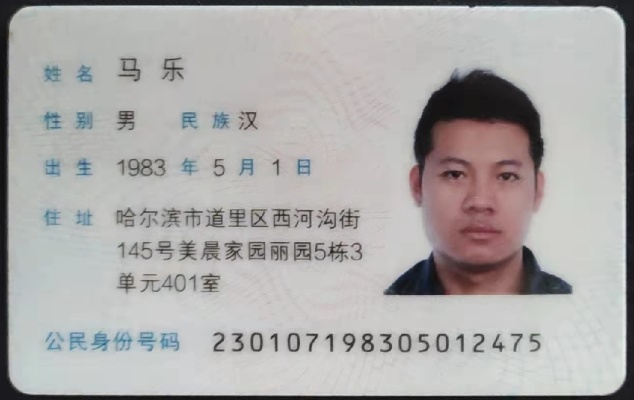 姓名 马乐
性别 男 民族 汉
出生 1983 年 5 月 1 日
住址 哈尔滨市道里区西河沟街
145号美晨家园丽园5栋3
单元401室
公民身份号码 230107198305012475